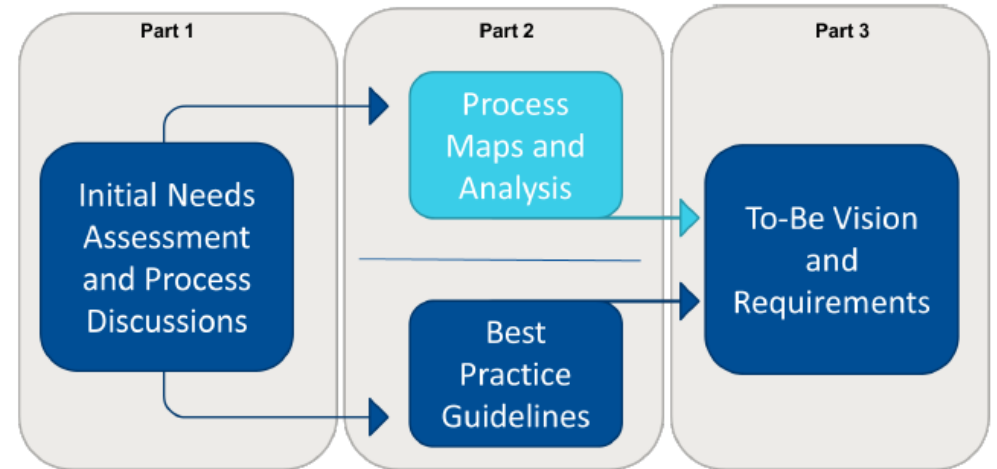 Part 1
Part 2
Part 3
Initial Needs
Assessment
and Process
Discussions
Process
Maps and
Analysis
Best
Practice
Guidelines
To-Be Vision
and
Requirements